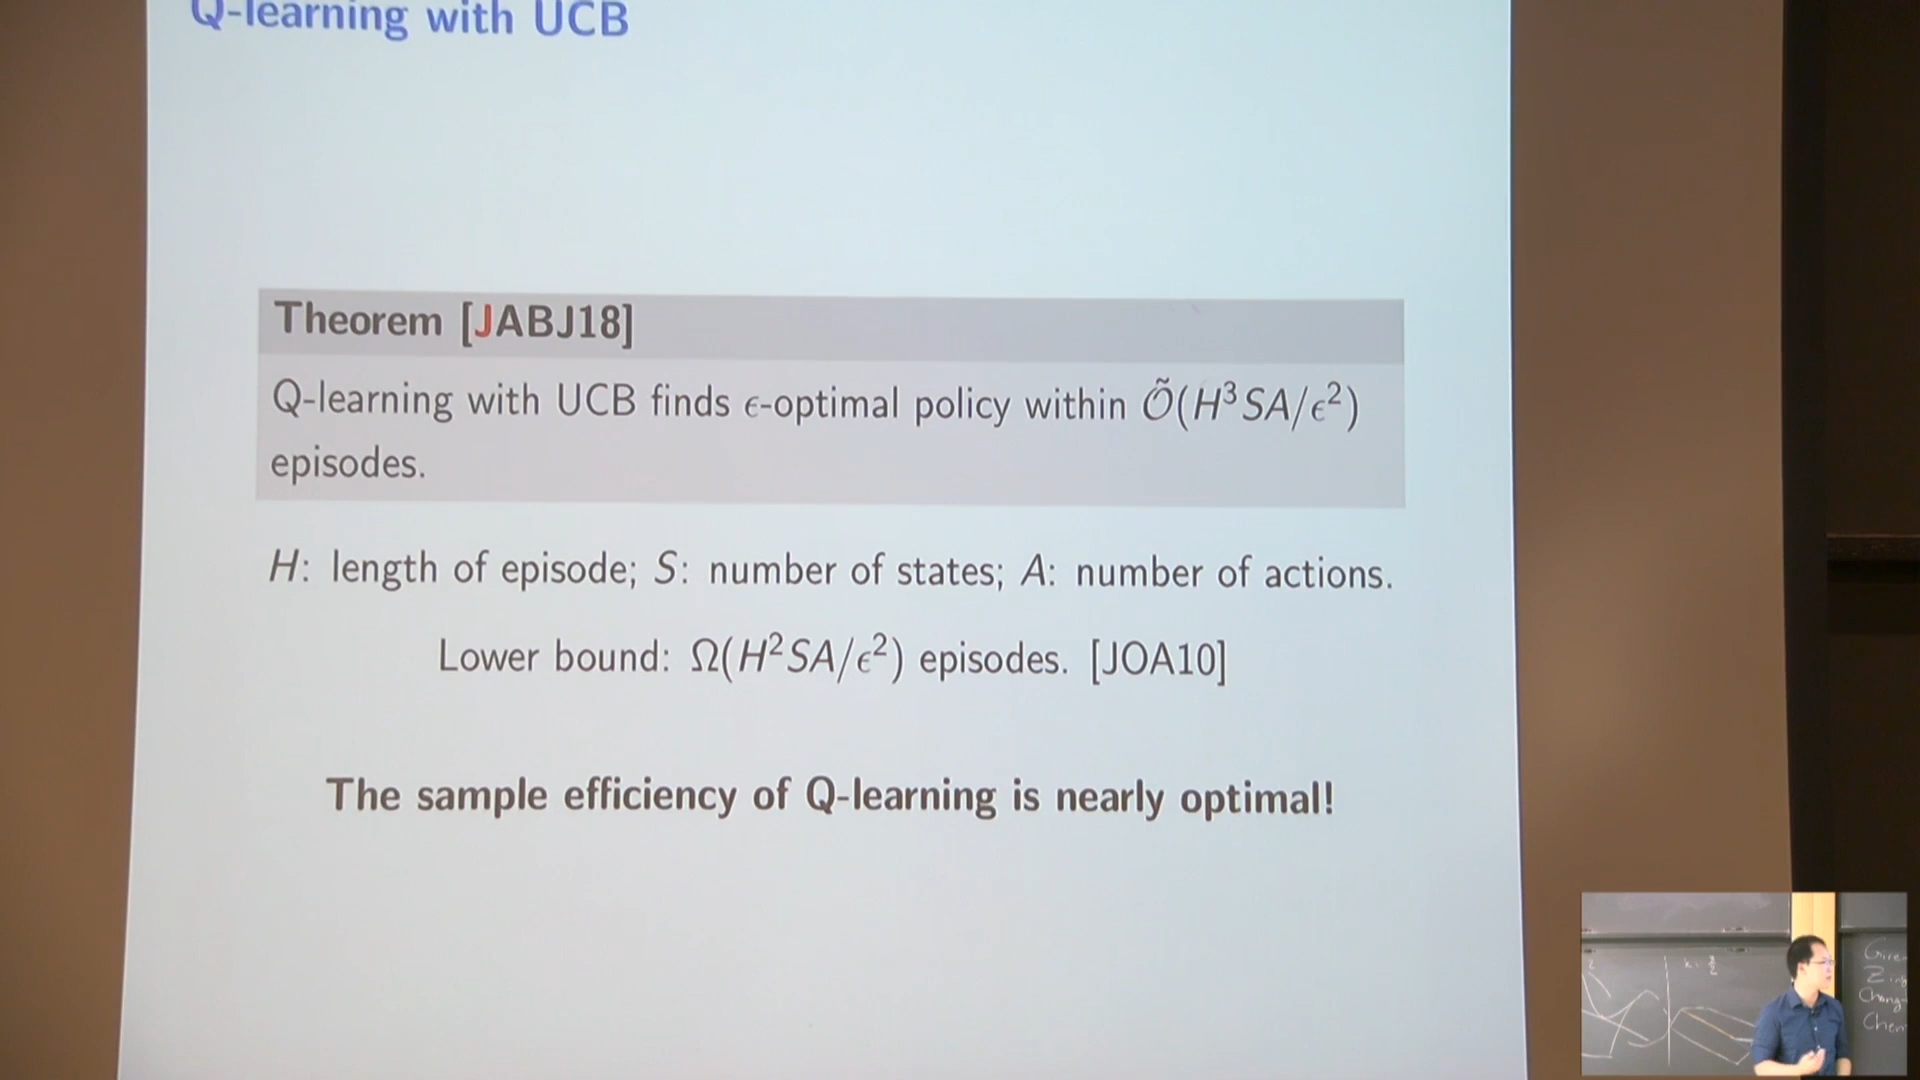 Q-learning with UCB
Theorem [JABJ18]
Q-learning with UCB finds ϵ-optimal policy within Õ(H³SA/ϵ²)
episodes.
H: length of episode; S: number of states; A: number of actions.
Lower bound: Ω(H²SA/ϵ²) episodes. [JOA10]
The sample efficiency of Q-learning is nearly optimal!